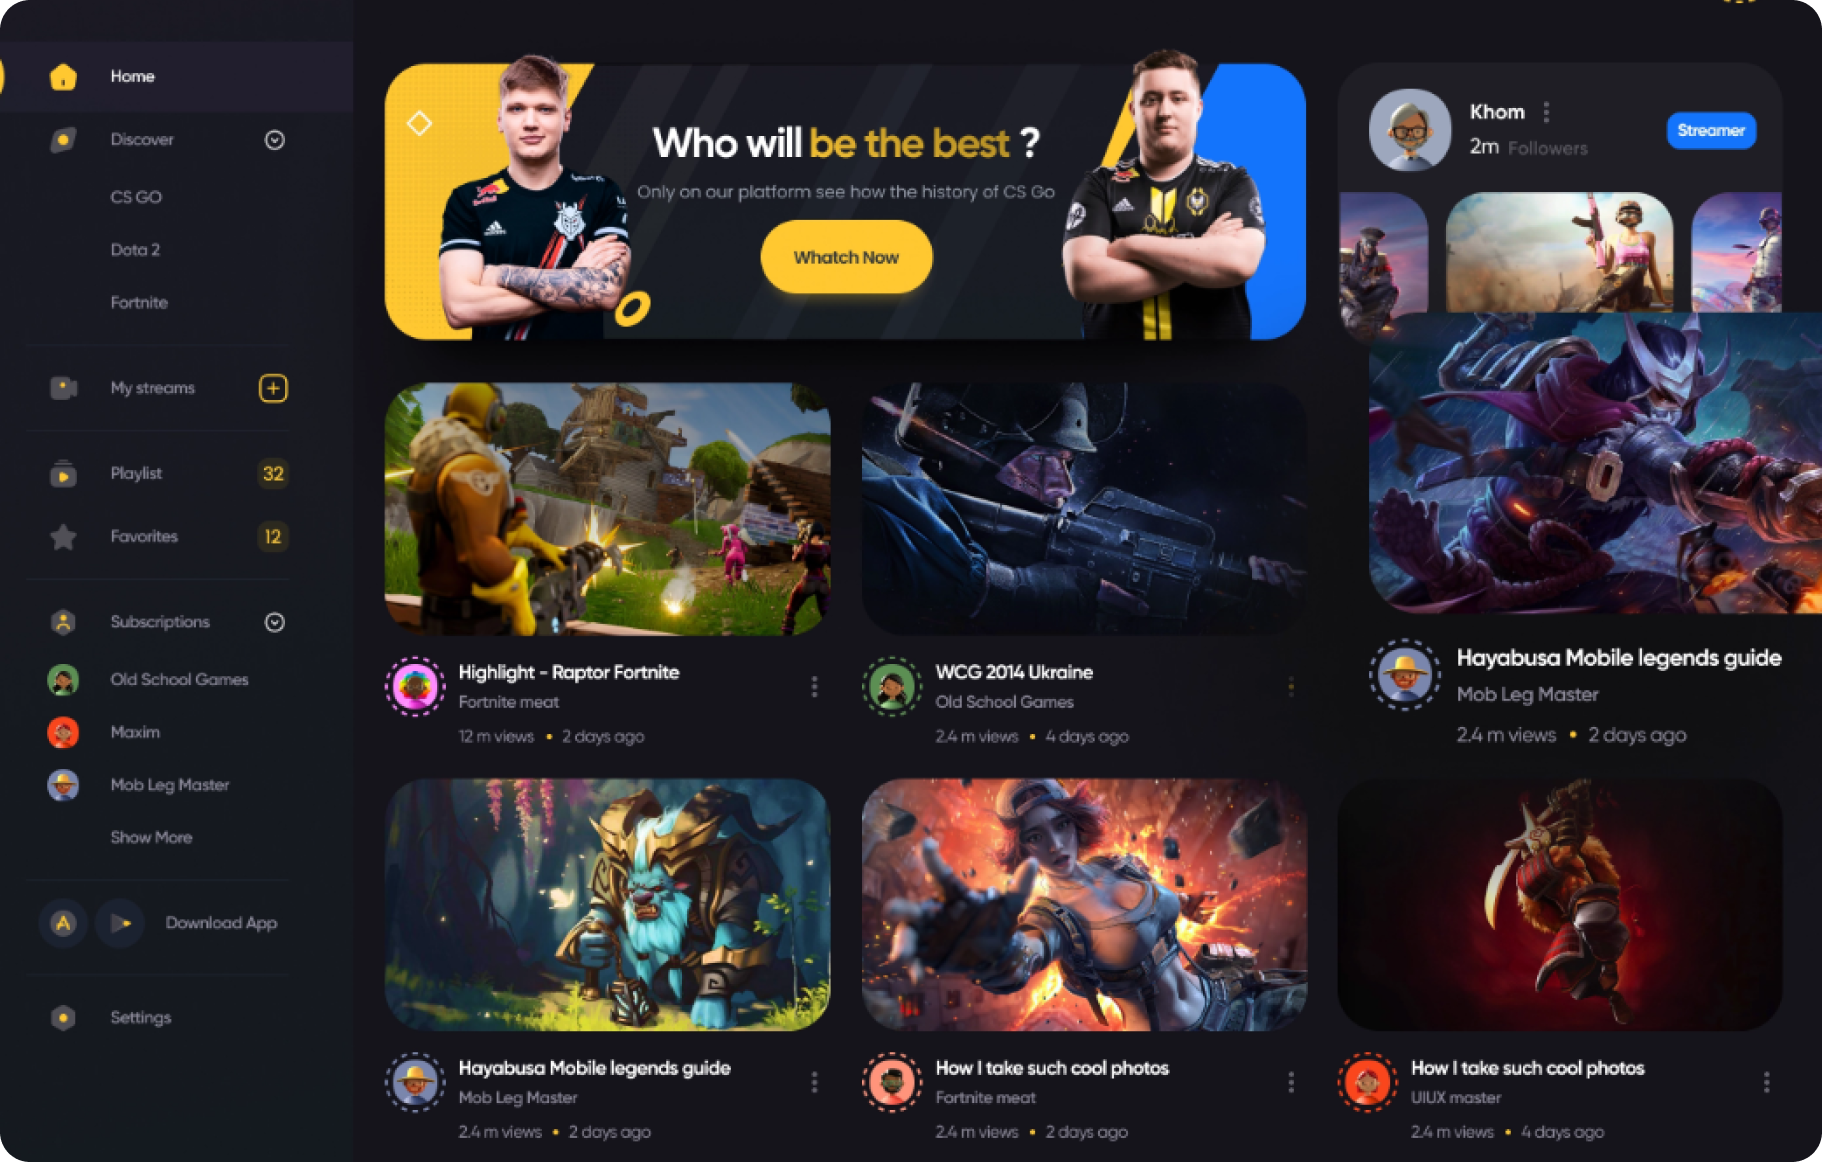 Home
Discover
CS GO
Dota 2
Fortnite
My streams
Playlist
32
Favorites
12
Subscriptions
Old School Games
Maxim
Mob Leg Master
Show More
Download App
Settings
Who will be the best ?
Only on our platform see how the history of CS Go
Whatch Now
Khom
2m Followers
Streamer
Highlight - Raptor Fortnite
Fortnite meat
12 m views • 2 days ago
WCG 2014 Ukraine
Old School Games
2.4 m views • 4 days ago
Hayabusa Mobile legends guide
Mob Leg Master
2.4 m views • 2 days ago
Hayabusa Mobile legends guide
Mob Leg Master
2.4 m views • 2 days ago
How I take such cool photos
Fortnite meat
2.4 m views • 2 days ago
How I take such cool photos
UIUX master
2.4 m views • 4 days ago